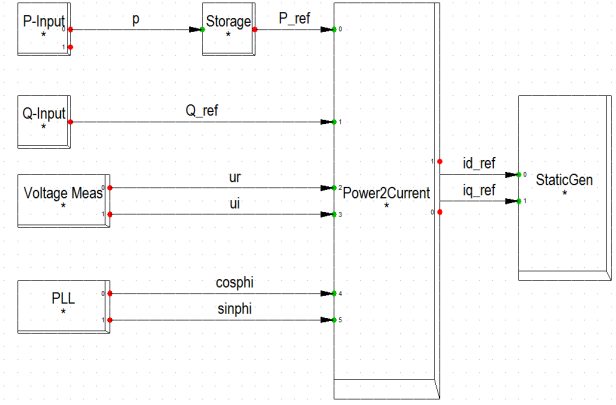 P-Input
*
0
1
p
Storage
*
P_ref
0
Q-Input
*
Q_ref
1
Voltage Meas
*
0
1
ur
ui
2
3
Power2Current
*
1
0
id_ref
iq_ref
0
1
StaticGen
*
PLL
*
0
1
cosphi
sinphi
4
5